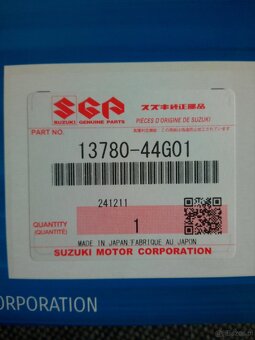 SGP
SUZUKI
GENUINE PARTS
スズキ純正部品
PIÈCES D'ORIGINE DE SUZUKI
PART NO.
13780-44G01
241211
QUANTITY
(QUANTITÉ)
1
MADE IN JAPAN.FABRIQUE AU JAPON
SUZUKI MOTOR CORPORATION
ORPORATION